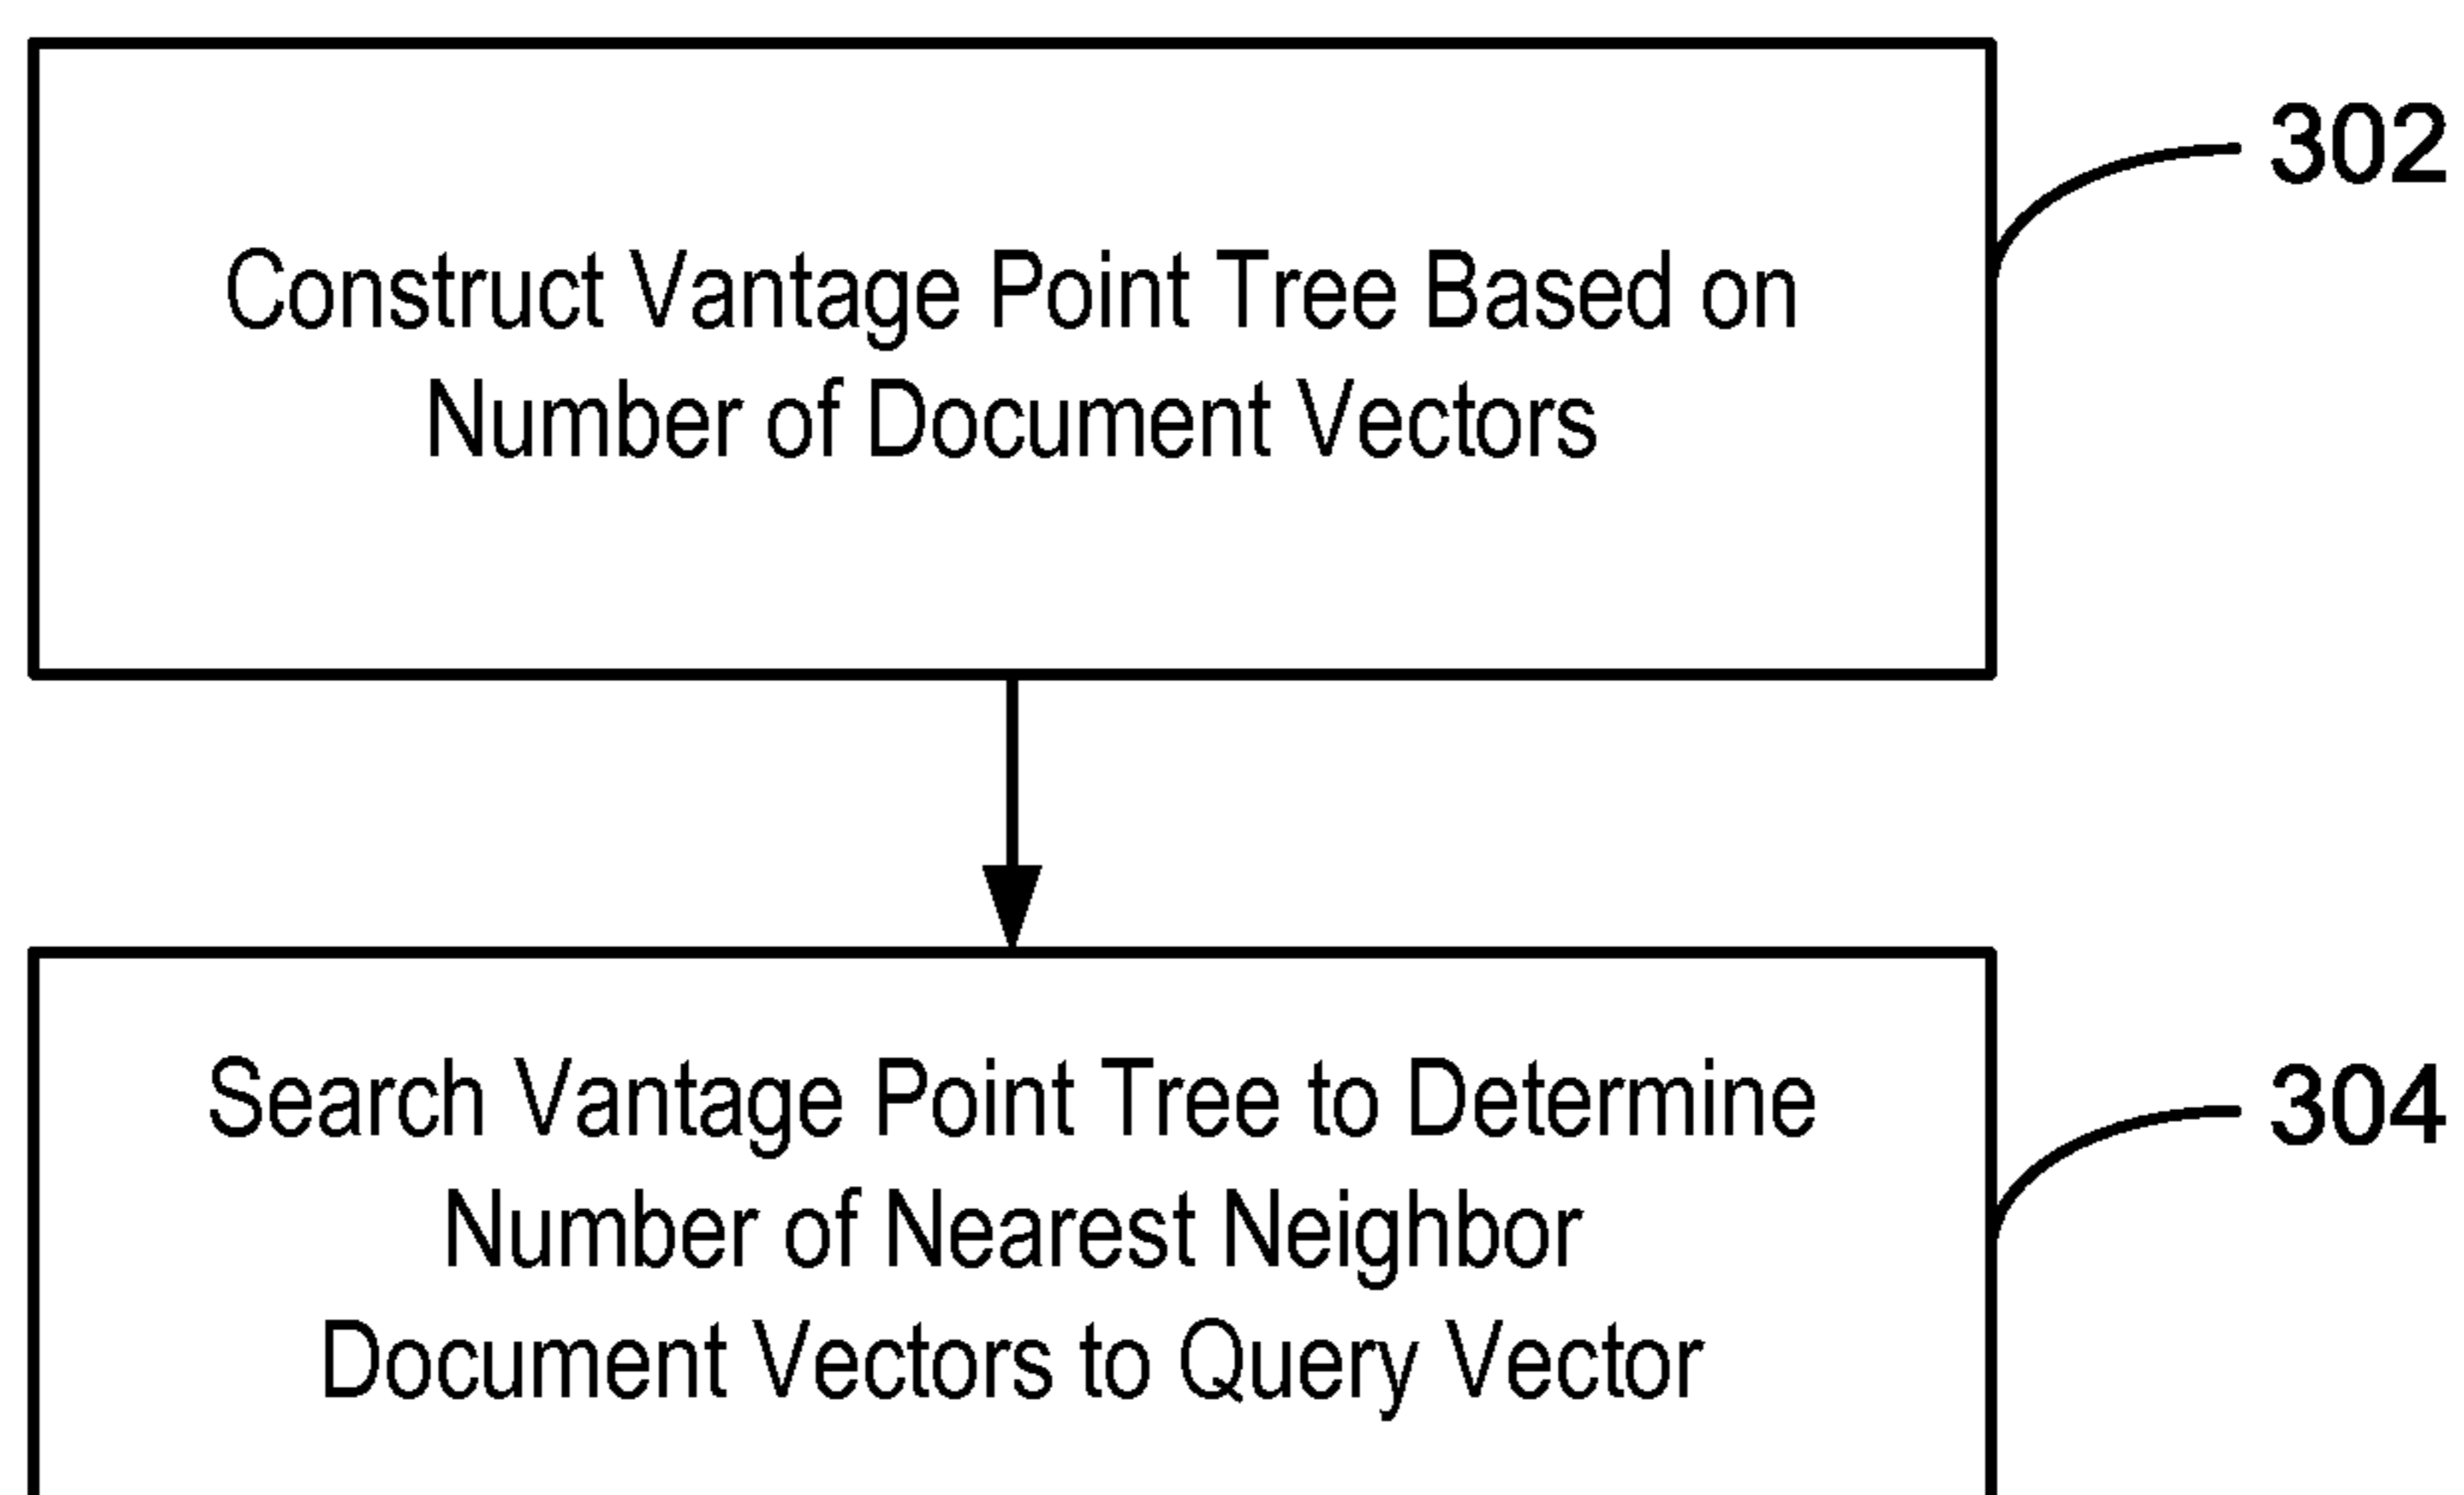 302
Construct Vantage Point Tree Based on
Number of Document Vectors
Search Vantage Point Tree to Determine
304
Number of Nearest Neighbor
Document Vectors to Query Vector